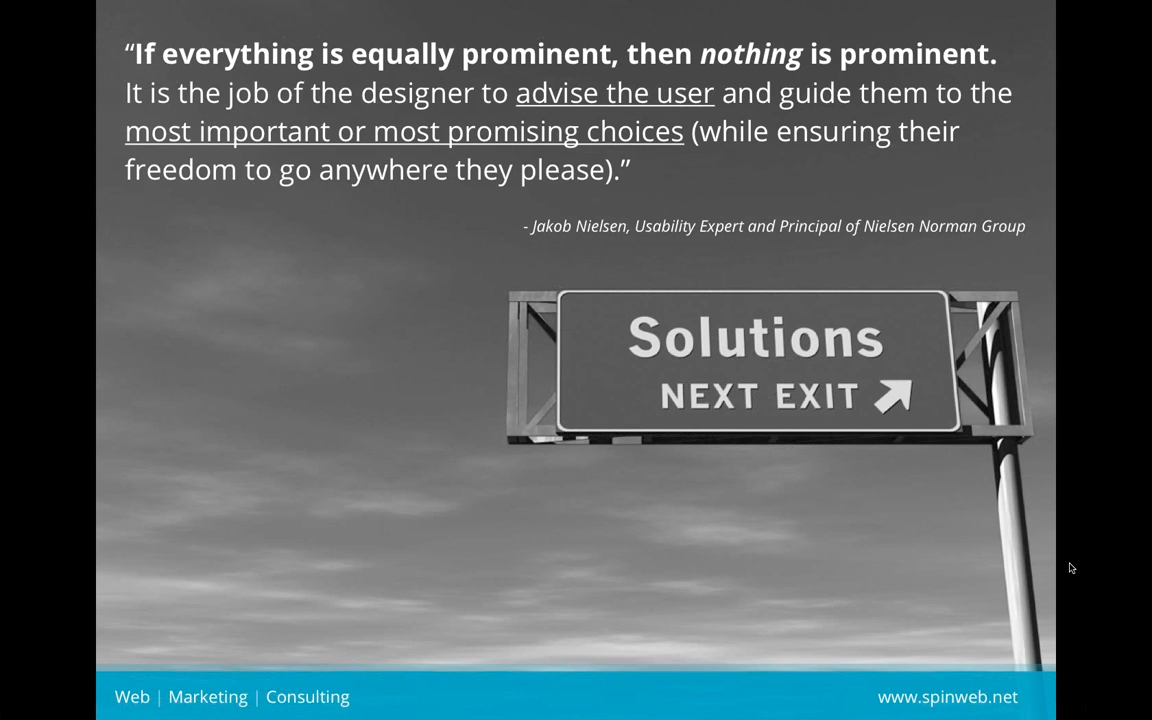 “If everything is equally prominent, then nothing is prominent.
It is the job of the designer to advise the user and guide them to the
most important or most promising choices (while ensuring their
freedom to go anywhere they please).”
- Jakob Nielsen, Usability Expert and Principal of Nielsen Norman Group
Solutions
NEXT EXIT
Web | Marketing | Consulting
www.spinweb.net